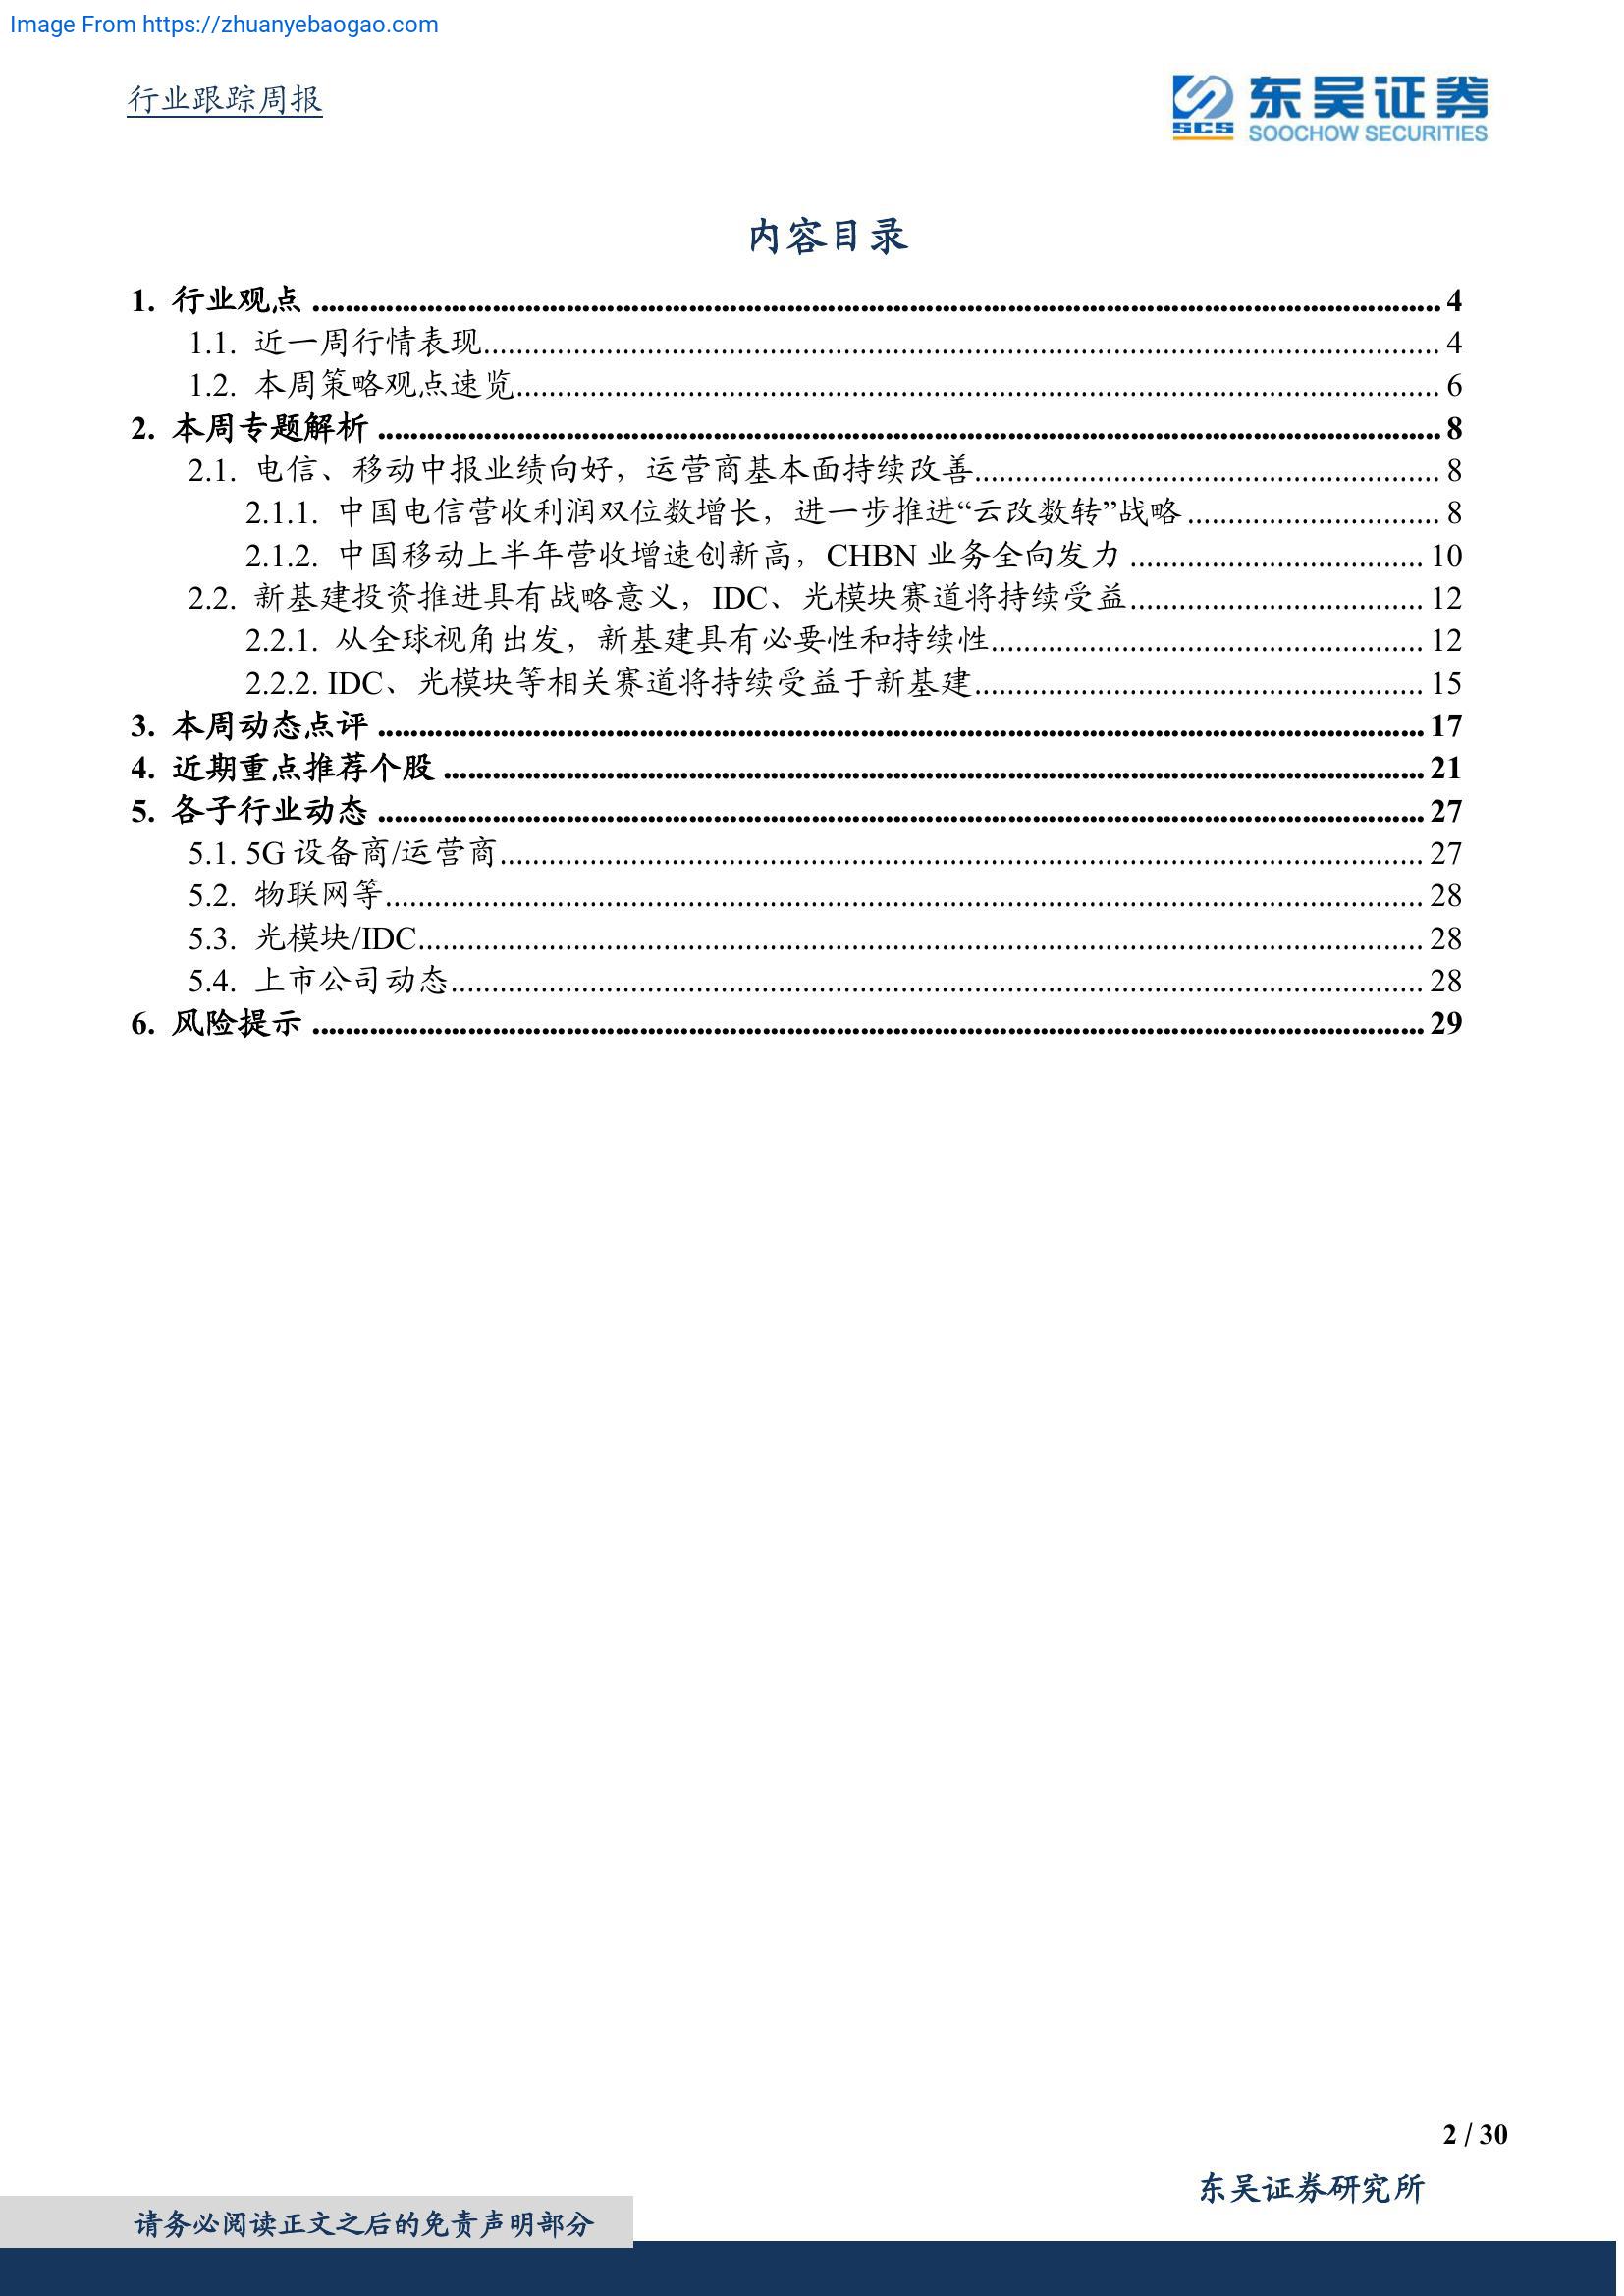 Image From https://zhuanyebaogao.com
行业跟踪周报
东吴证券
SCS
SOOCHOW SECURITIES
内容目录
1. 行业观点 ........................................ 4
1.1. 近一周行情表现........................................ 4
1.2. 本周策略观点速览........................................ 6
2. 本周专题解析 ........................................ 8
2.1. 电信、移动中报业绩向好，运营商基本面持续改善........................................ 8
2.1.1. 中国电信营收利润双位数增长，进一步推进“云改数转”战略........................................ 8
2.1.2. 中国移动上半年营收增速创新高，CHBN 业务全向发力 ........................................ 10
2.2. 新基建投资推进具有战略意义，IDC、光模块赛道将持续受益........................................ 12
2.2.1. 从全球视角出发，新基建具有必要性和持续性........................................ 12
2.2.2. IDC、光模块等相关赛道将持续受益于新基建........................................ 15
3. 本周动态点评 ........................................ 17
4. 近期重点推荐个股 ........................................ 21
5. 各子行业动态 ........................................ 27
5.1. 5G 设备商/运营商........................................ 27
5.2. 物联网等........................................ 28
5.3. 光模块/IDC........................................ 28
5.4. 上市公司动态........................................ 28
6. 风险提示 ........................................ 29
2 / 30
东吴证券研究所
请务必阅读正文之后的免责声明部分